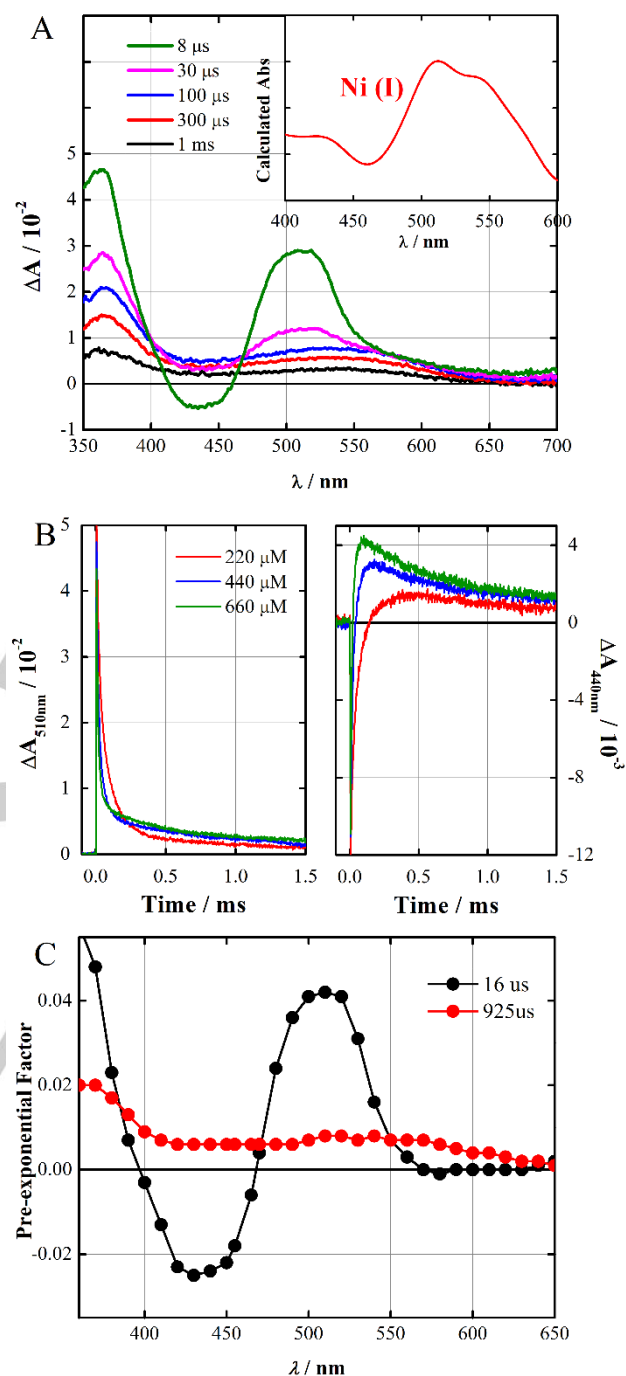 A
8 μs
30 μs
100 μs
300 μs
1 ms
Ni (I)
Calculated Abs
400 450 500 550 600
λ / nm
ΔA / 10⁻²
5
4
3
2
1
0
-1
350 400 450 500 550 600 650 700
λ / nm
B
220 μM
440 μM
660 μM
ΔA510nm / 10⁻²
5
4
3
2
1
0
0.0 0.5 1.0 1.5
Time / ms
4
0
-4
-8
-12
ΔA440nm / 10⁻³
0.0 0.5 1.0 1.5
Time / ms
C
16 us
925us
Pre-exponential Factor
0.04
0.02
0.00
-0.02
400 450 500 550 600 650
λ / nm